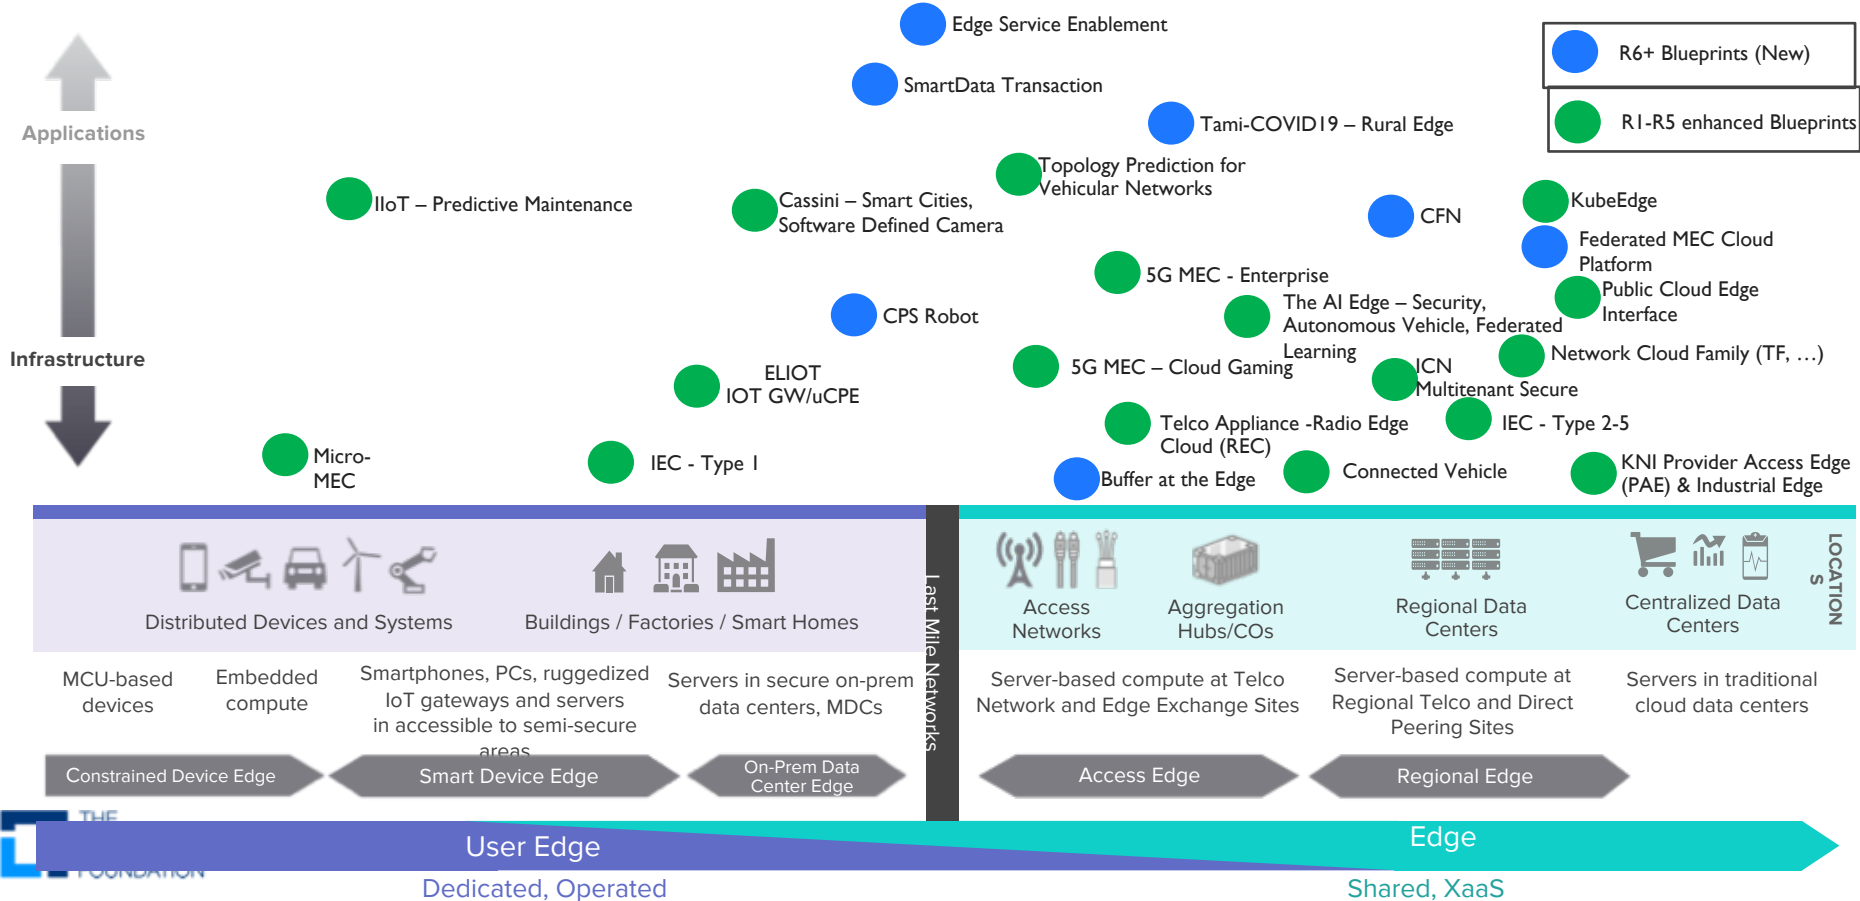 Edge Service Enablement
SmartData Transaction
Tami-COVID19 – Rural Edge
R6+ Blueprints (New)
R1-R5 enhanced Blueprints
Applications
Infrastructure
IIoT – Predictive Maintenance
Cassini – Smart Cities,
Software Defined Camera
Topology Prediction for
Vehicular Networks
CFN
KubeEdge
Federated MEC Cloud
Platform
Public Cloud Edge
Interface
5G MEC - Enterprise
The AI Edge – Security,
Autonomous Vehicle, Federated
Learning
CPS Robot
Network Cloud Family (TF, …)
5G MEC – Cloud Gaming
ICN
Multitenant Secure
ELIOT
IOT GW/uCPE
Telco Appliance -Radio Edge
Cloud (REC)
IEC - Type 2-5
Micro-
MEC
IEC - Type 1
Buffer at the Edge
Connected Vehicle
KNI Provider Access Edge
(PAE) & Industrial Edge
Distributed Devices and Systems
Buildings / Factories / Smart Homes
Last Mile Networks
Access
Networks
Aggregation
Hubs/COs
Regional Data
Centers
Centralized Data
Centers
LOCATION
S
MCU-based
devices
Embedded
compute
Smartphones, PCs, ruggedized
IoT gateways and servers
in accessible to semi-secure
areas
Servers in secure on-prem
data centers, MDCs
Server-based compute at Telco
Network and Edge Exchange Sites
Server-based compute at
Regional Telco and Direct
Peering Sites
Servers in traditional
cloud data centers
Constrained Device Edge
Smart Device Edge
On-Prem Data
Center Edge
Access Edge
Regional Edge
THE
FOUNDATION
User Edge
Edge
Dedicated, Operated
Shared, XaaS